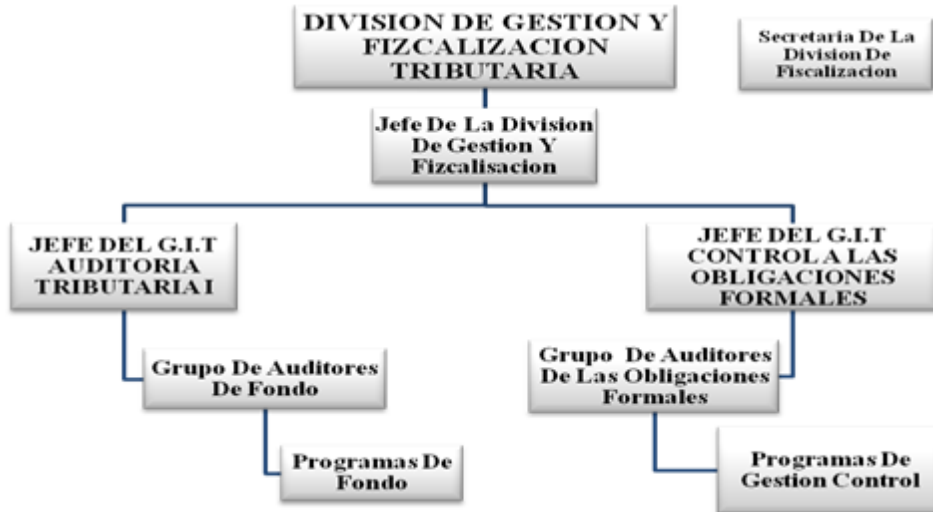 DIVISION DE GESTION Y
FIZCALIZACION
TRIBUTARIA
Secretaria De La
Division De
Fiscalizacion
Jefe De La Division
De Gestion Y
Fizcalisacion
JEFE DEL G.I.T
AUDITORIA
TRIBUTARIA I
JEFE DEL G.I.T
CONTROL A LAS
OBLIGACIONES
FORMALES
Grupo De Auditores
De Fondo
Grupo De Auditores
De Las Obligaciones
Formales
Programas De
Fondo
Programas De
Gestion Control